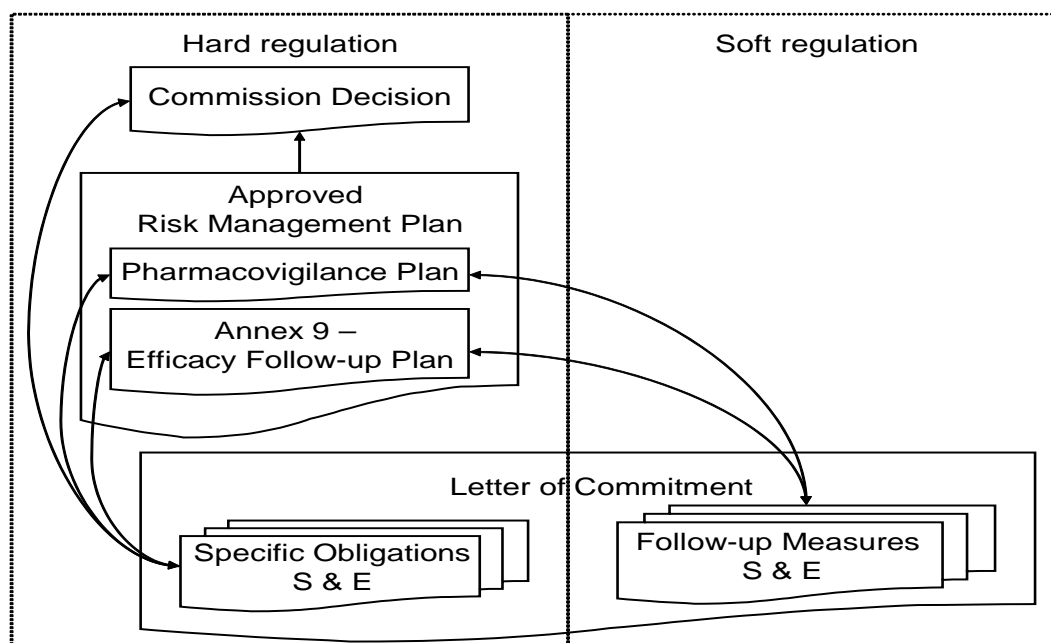 Hard regulation
Soft regulation
Commission Decision
Approved
Risk Management Plan
Pharmacovigilance Plan
Annex 9 –
Efficacy Follow-up Plan
Letter of Commitment
Specific Obligations
S & E
Follow-up Measures
S & E